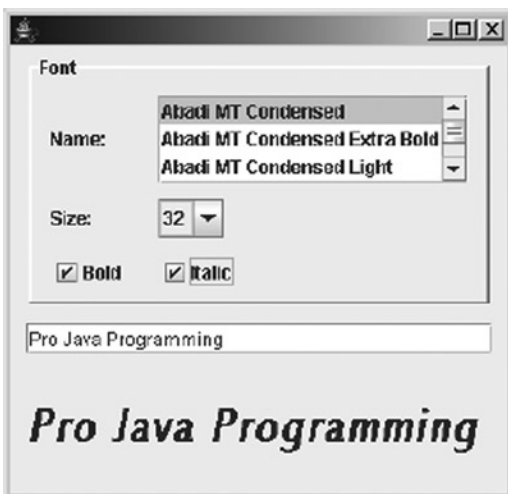 Font
Name:
Abadi MT Condensed
Abadi MT Condensed Extra Bold
Abadi MT Condensed Light
Size:
32
Bold
Italic
Pro Java Programming
Pro Java Programming